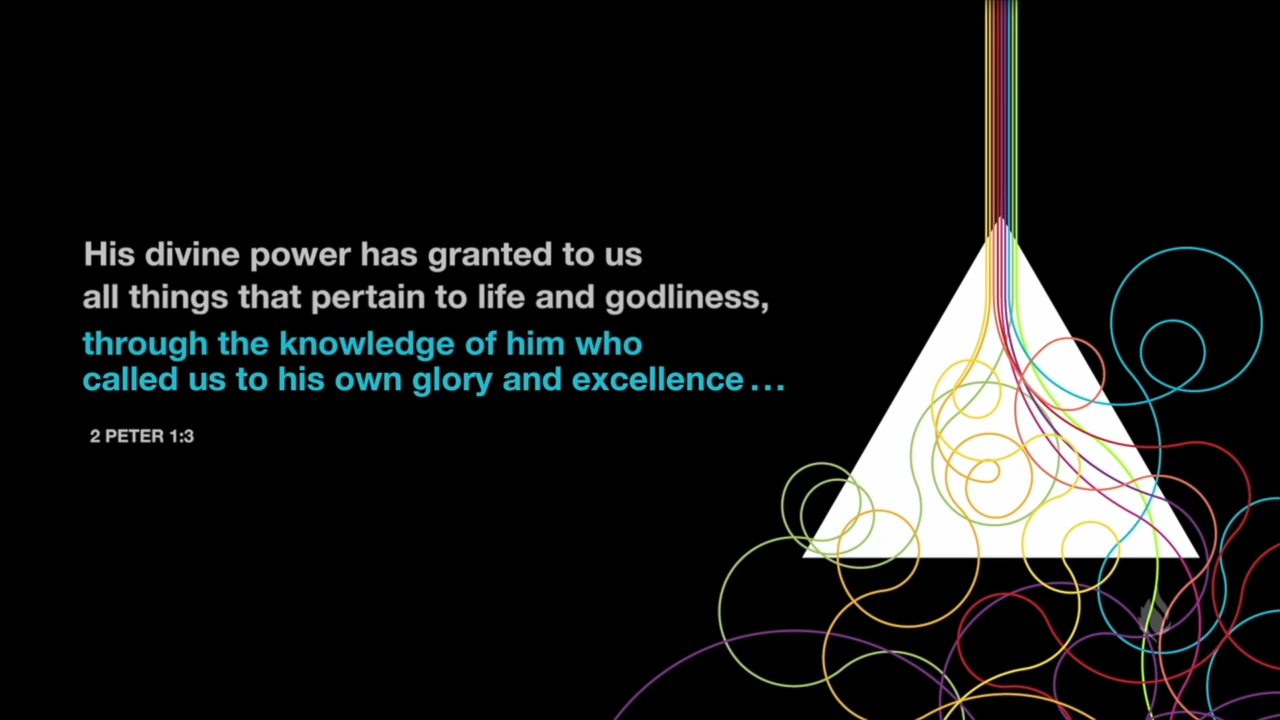 His divine power has granted to us
all things that pertain to life and godliness,
through the knowledge of him who
called us to his own glory and excellence...
2 PETER 1:3